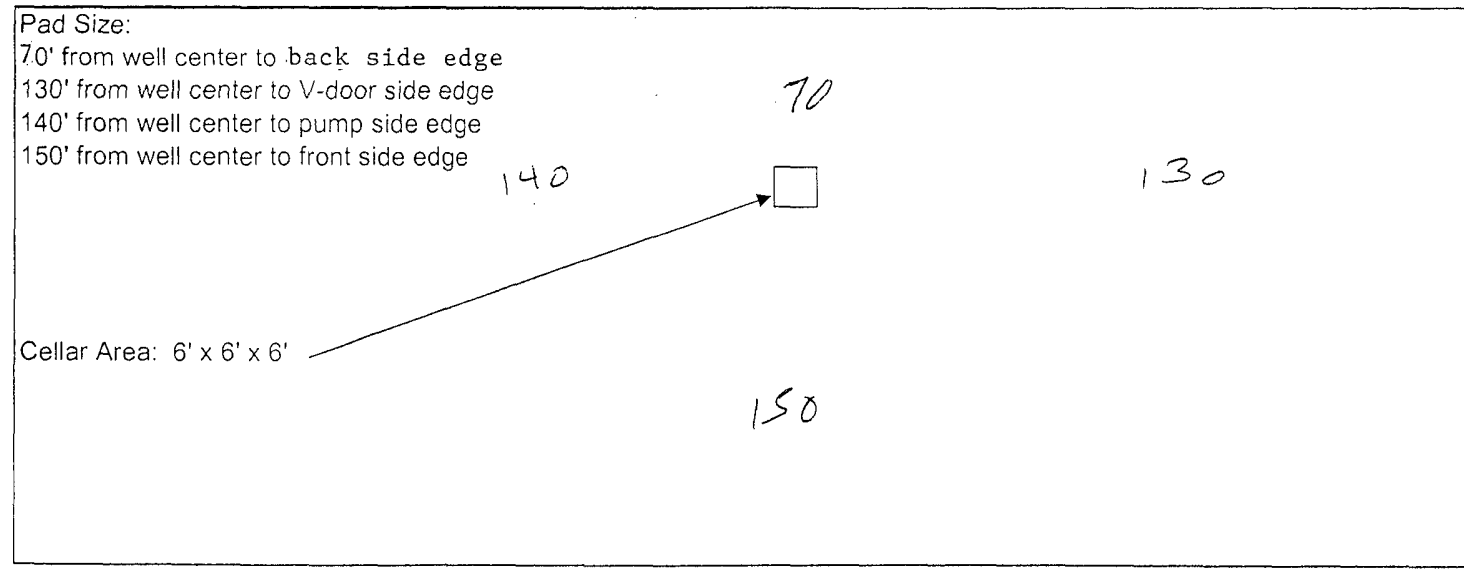 Pad Size:
70' from well center to back side edge
130' from well center to V-door side edge
140' from well center to pump side edge
150' from well center to front side edge
70
140
130
Cellar Area: 6' x 6' x 6'
150